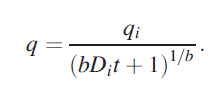 q = \frac{q_i}{(bD_i t + 1)^{1/b}}.